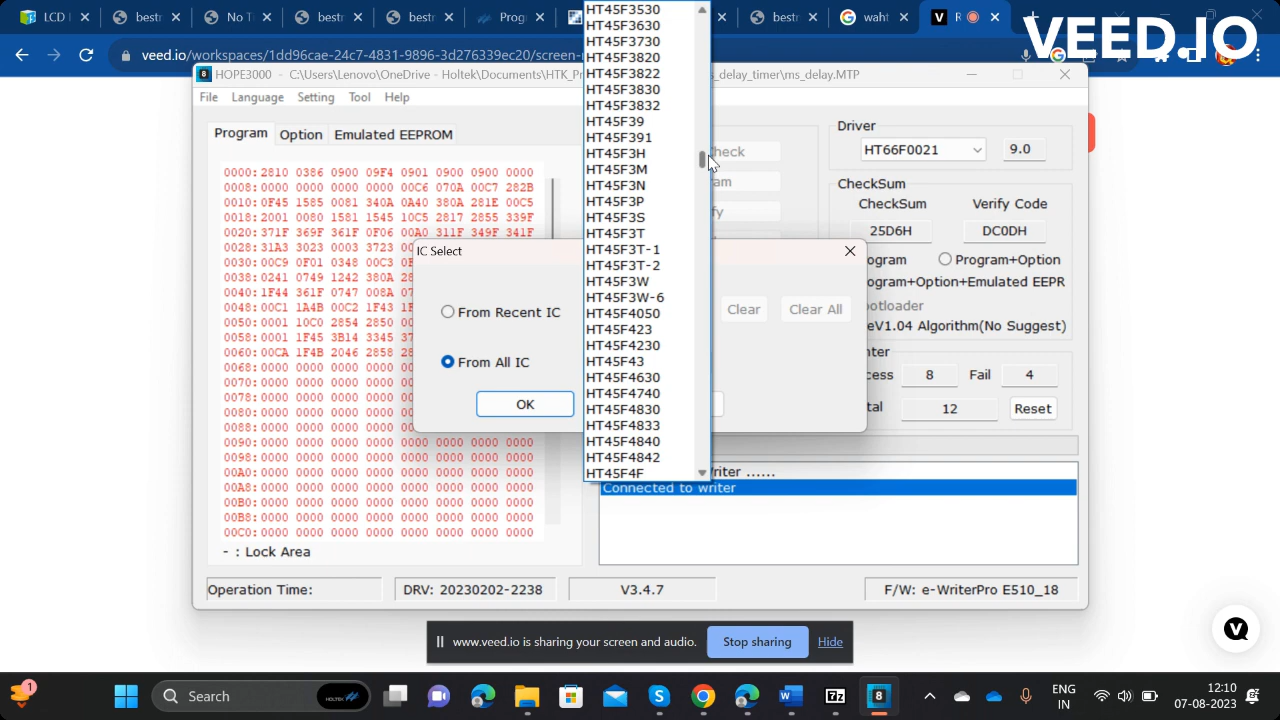 LCD
bestr
No T
bestr
bestr
Prog
bestr
waht
R
veed.io/workspaces/1dd96cae-24c7-4831-9896-3d276339ec20/screen-
VEED.IO
HOPE3000 - C:\Users\Lenovo\OneDrive - Holtek\Documents\HTK_Pr
s_delay_timer\ms_delay.MTP
File Language Setting Tool Help
Program Option Emulated EEPROM
0000:2810 0386 0900 09F4 0901 0900 0900 0000
0008:0000 0000 0000 0000 00C6 070A 00C7 282B
0010:0F45 1585 0081 340A 0A40 380A 281E 00C5
0018:2001 0080 1581 1545 10C5 2817 2855 339F
0020:371F 369F 361F 0F06 00A0 311F 349F 341F
0028:31A3 3023 0003 3723
0030:00C9 0F01 0348 00C3
0038:0241 0749 1242 380A
0040:1F44 361F 0747 008A
0048:00C1 1A4B 00C2 1F43
0050:0001 10C0 2854 2850
0058:0001 1F45 3B14 3345
0060:00CA 1F4B 2046 2858
0068:0000 0000 0000 0000
0070:0000 0000 0000 0000
0078:0000 0000 0000 0000
0080:0000 0000 0000 0000
0088:0000 0000 0000 0000
0090:0000 0000 0000 0000 0000 0000 0000 0000
0098:0000 0000 0000 0000 0000 0000 0000 0000
00A0:0000 0000 0000 0000 0000 0000 0000 0000
00A8:0000 0000 0000 0000 0000 0000 0000 0000
00B0:0000 0000 0000 0000 0000 0000 0000 0000
00B8:0000 0000 0000 0000 0000 0000 0000 0000
00C0:0000 0000 0000 0000 0000 0000 0000 0000
- : Lock Area
HT45F3530
HT45F3630
HT45F3730
HT45F3820
HT45F3822
HT45F3830
HT45F3832
HT45F39
HT45F391
HT45F3H
HT45F3M
HT45F3N
HT45F3P
HT45F3S
HT45F3T
HT45F3T-1
HT45F3T-2
HT45F3W
HT45F3W-6
HT45F4050
HT45F423
HT45F4230
HT45F43
HT45F4630
HT45F4740
HT45F4830
HT45F4833
HT45F4840
HT45F4842
HT45F4F
IC Select
From Recent IC
From All IC
Clear Clear All
OK
heck
am
fy
Driver
HT66F0021 9.0
CheckSum
CheckSum Verify Code
25D6H DC0DH
ogram Program+Option
ogram+Option+Emulated EEPR
ootloader
eV1.04 Algorithm(No Suggest)
nter
cess 8 Fail 4
tal 12 Reset
riter ......
Connected to writer
Operation Time: DRV: 20230202-2238 V3.4.7 F/W: e-WriterPro E510_18
www.veed.io is sharing your screen and audio. Stop sharing Hide
1
Search
HOLTEK
ENG
IN
12:10
07-08-2023